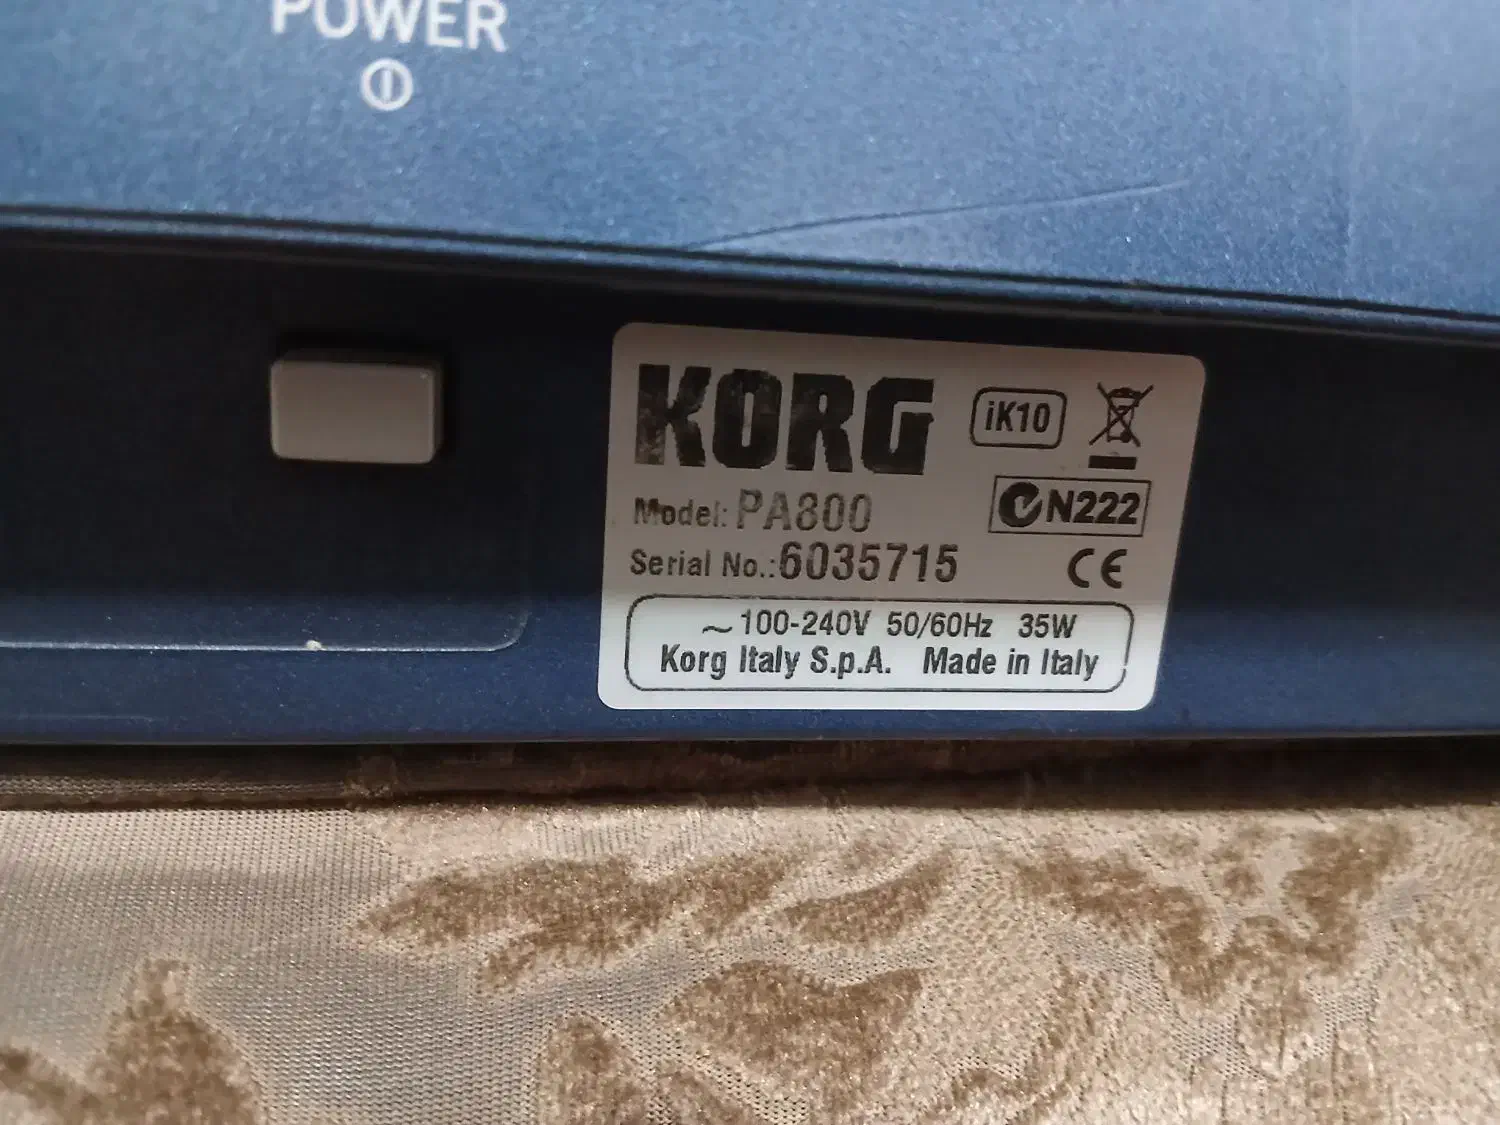 POWER
KORG iK10
Model: PA800 N222
Serial No.:6035715 CE
~100-240V 50/60Hz 35W
Korg Italy S.p.A. Made in Italy